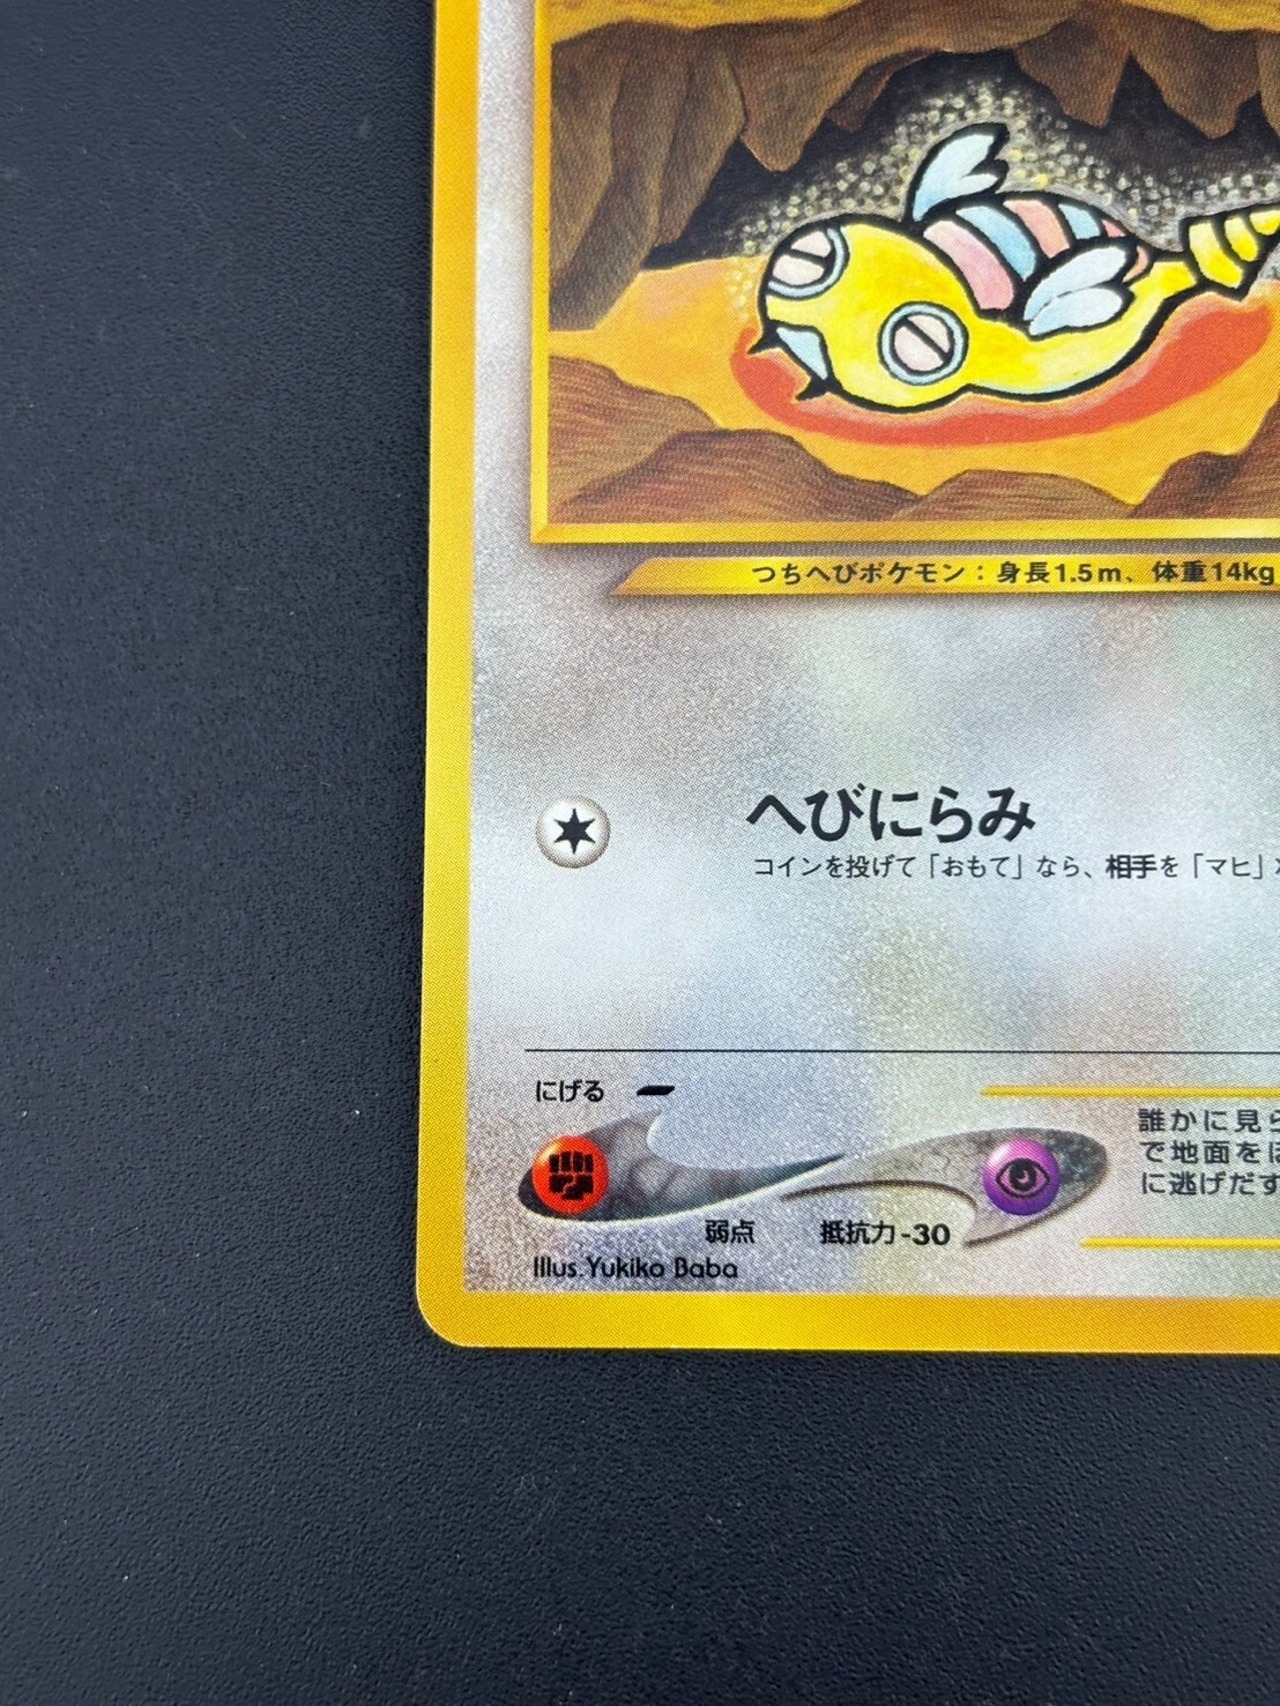 つちへびポケモン：身長1.5m、体重14kg
へびにらみ
コインを投げて「おもて」なら、相手を「マヒ」
にげる
誰かに見
で地面を
に逃げだす
弱点 抵抗力-30
Illus.Yukiko Baba